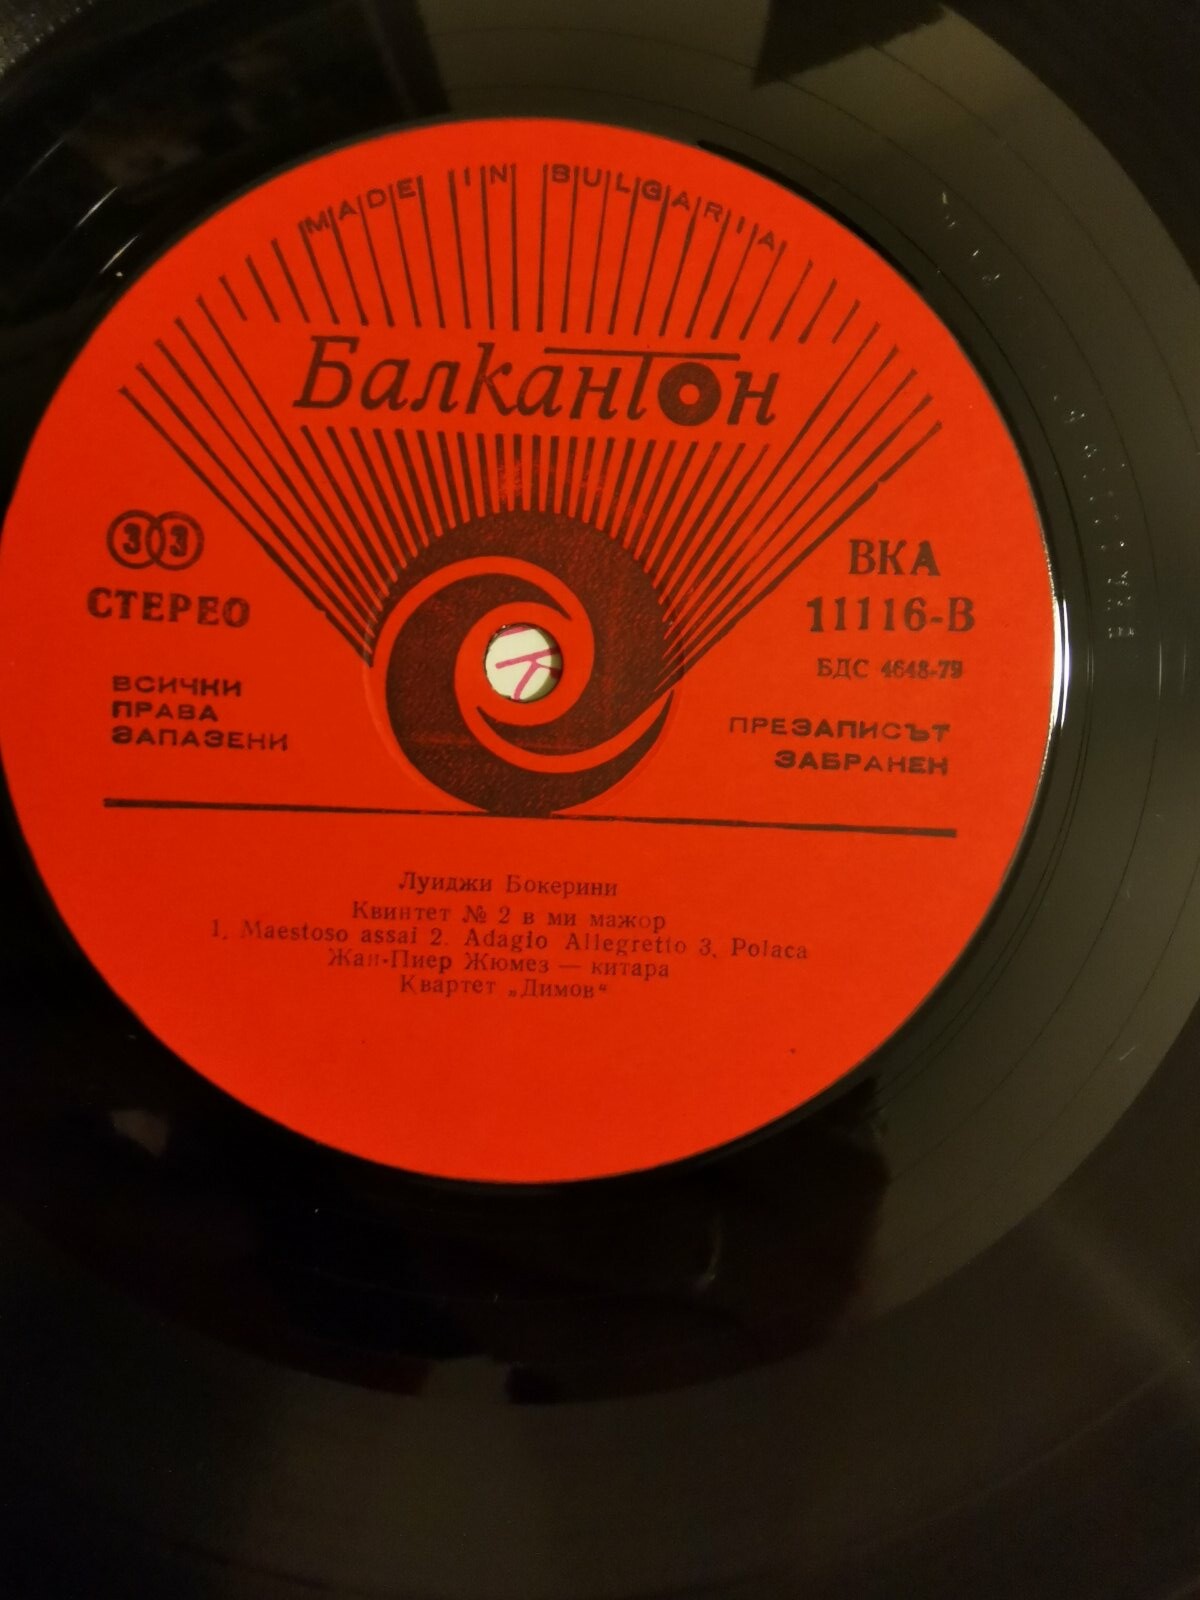 MADE IN BULGARIA
Балкантон
33
СТЕРЕО
ВСИЧКИ
ПРАВА
ЗАПАЗЕНИ
ВКА
11116-В
БДС 4648-79
ПРЕЗАПИСЪТ
ЗАБРАНЕН
Луиджи Бокерини
Квинтет № 2 в ми мажор
1. Maestoso assai 2. Adagio Allegretto 3. Polaca
Жан-Пиер Жюмез — китара
Квартет „Димов“